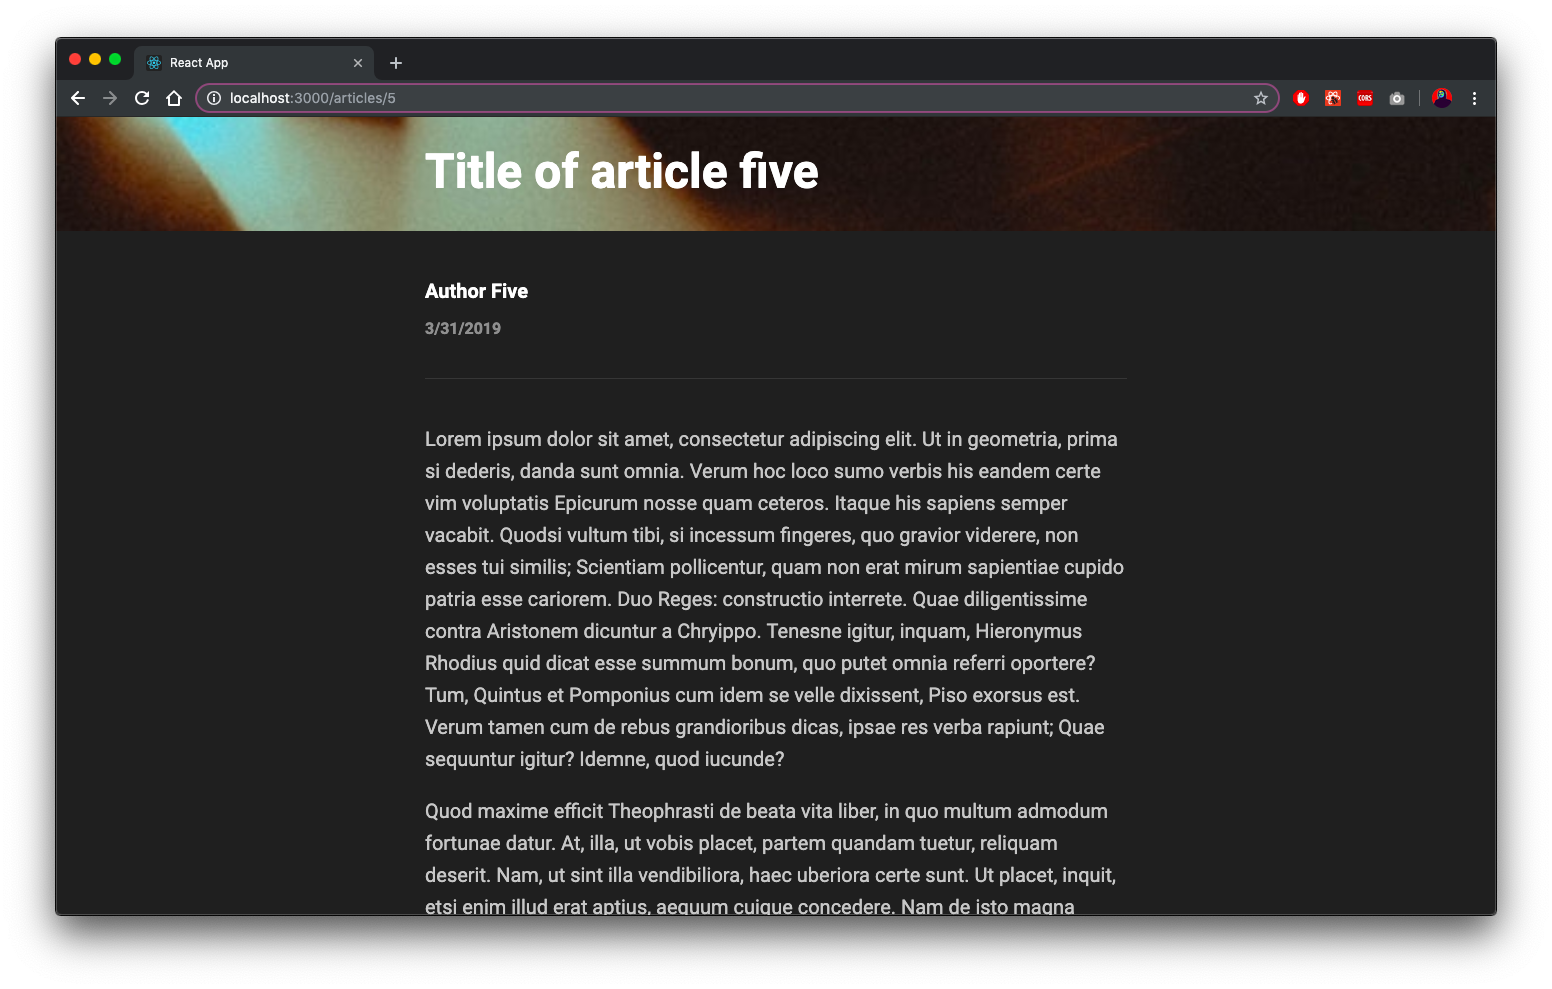 React App
localhost:3000/articles/5
CORS
Title of article five
Author Five
3/31/2019
Lorem ipsum dolor sit amet, consectetur adipiscing elit. Ut in geometria, prima
si dederis, danda sunt omnia. Verum hoc loco sumo verbis his eandem certe
vim voluptatis Epicurum nosse quam ceteros. Itaque his sapiens semper
vacabit. Quodsi vultum tibi, si incessum fingeres, quo gravior viderere, non
esses tui similis; Scientiam pollicentur, quam non erat mirum sapientiae cupido
patria esse cariorem. Duo Reges: constructio interrete. Quae diligentissime
contra Aristonem dicuntur a Chryippo. Tenesne igitur, inquam, Hieronymus
Rhodius quid dicat esse summum bonum, quo putet omnia referri oportere?
Tum, Quintus et Pomponius cum idem se velle dixissent, Piso exorsus est.
Verum tamen cum de rebus grandioribus dicas, ipsae res verba rapiunt; Quae
sequuntur igitur? Idemne, quod iucunde?
Quod maxime efficit Theophrasti de beata vita liber, in quo multum admodum
fortunae datur. At, illa, ut vobis placet, partem quandam tuetur, reliquam
deserit. Nam, ut sint illa vendibiliora, haec uberiora certe sunt. Ut placet, inquit,
etsi enim illud erat aptius, aequum cuique concedere. Nam de isto magna